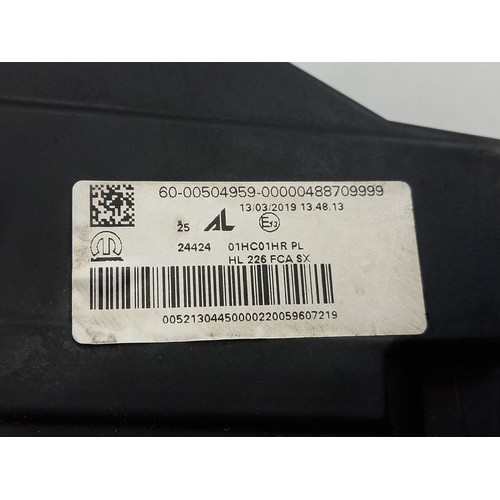 60-00504959-00000488709999
13/03/2019 13.48.13
25 AL E12
24424 01HC01HR PL
HL 226 FCA SX
00521304450000220059607219